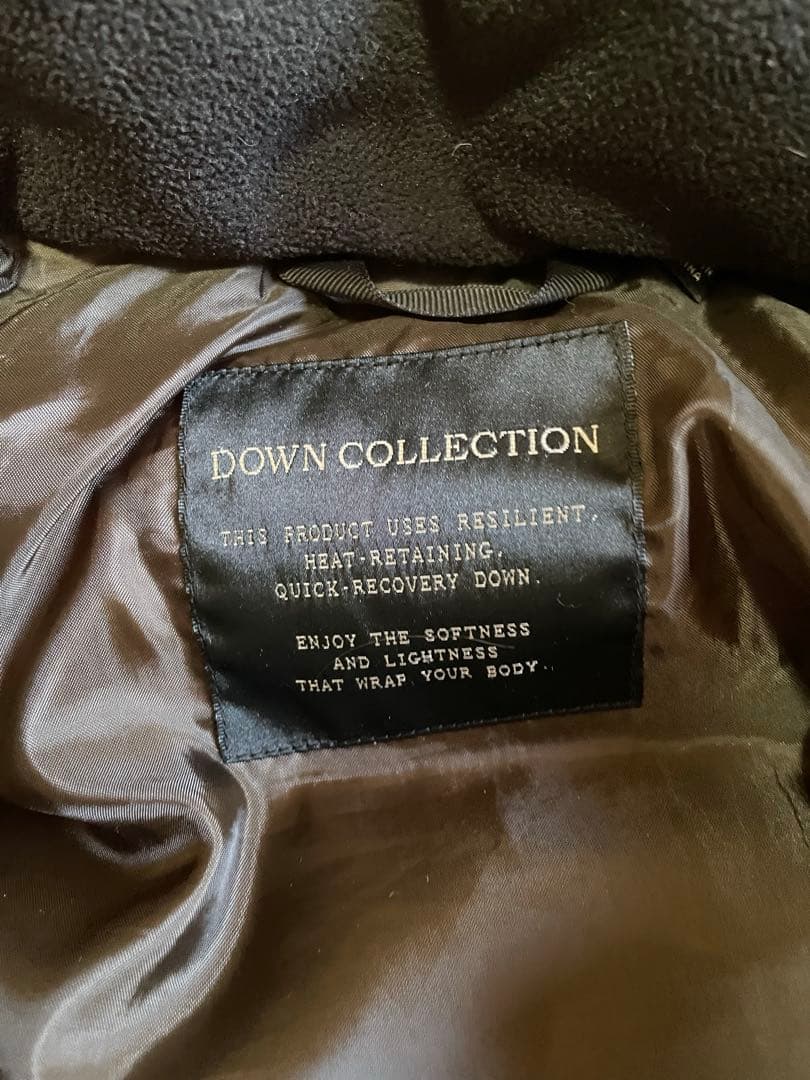 DOWN COLLECTION
THIS PRODUCT USES RESILIENT,
HEAT-RETAINING,
QUICK-RECOVERY DOWN.
ENJOY THE SOFTNESS
AND LIGHTNESS
THAT WRAP YOUR BODY.